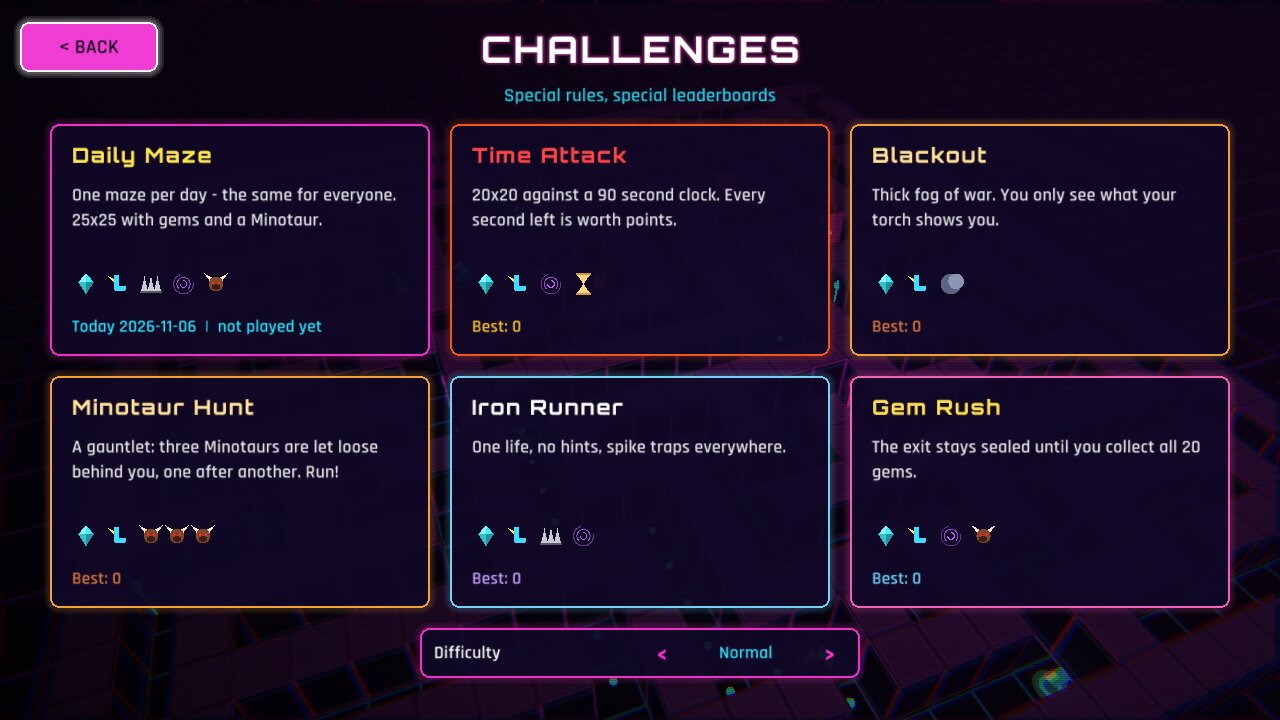 < BACK
CHALLENGES
Special rules, special leaderboards
Daily Maze
One maze per day - the same for everyone.
25x25 with gems and a Minotaur.
Today 2026-11-06 | not played yet
Time Attack
20x20 against a 90 second clock. Every
second left is worth points.
Best: 0
Blackout
Thick fog of war. You only see what your
torch shows you.
Best: 0
Minotaur Hunt
A gauntlet: three Minotaurs are let loose
behind you, one after another. Run!
Best: 0
Iron Runner
One life, no hints, spike traps everywhere.
Best: 0
Gem Rush
The exit stays sealed until you collect all 20
gems.
Best: 0
Difficulty < Normal >